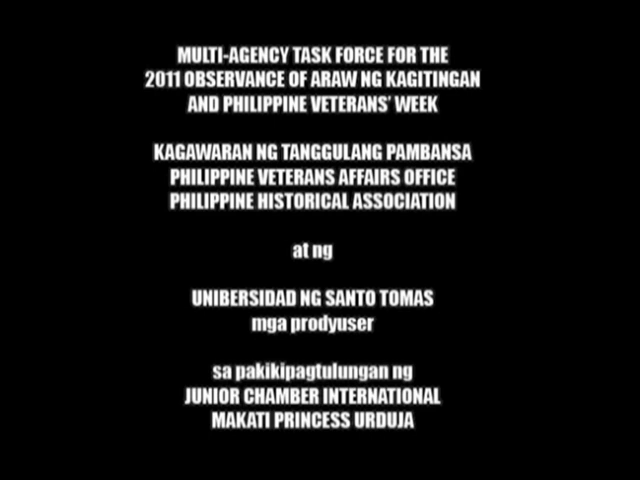 MULTI-AGENCY TASK FORCE FOR THE
2011 OBSERVANCE OF ARAW NG KAGITINGAN
AND PHILIPPINE VETERANS' WEEK
KAGAWARAN NG TANGGULANG PAMBANSA
PHILIPPINE VETERANS AFFAIRS OFFICE
PHILIPPINE HISTORICAL ASSOCIATION
at ng
UNIBERSIDAD NG SANTO TOMAS
mga prodyuser
sa pakikipagtulungan ng
JUNIOR CHAMBER INTERNATIONAL
MAKATI PRINCESS URDUJA